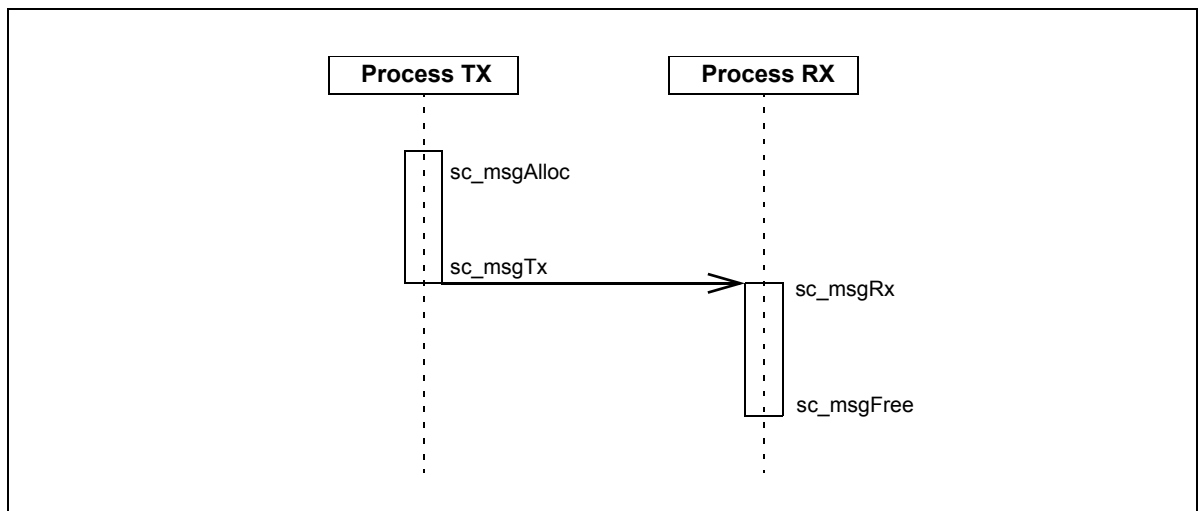 Process TX
Process RX
sc_msgAlloc
sc_msgTx
sc_msgRx
sc_msgFree